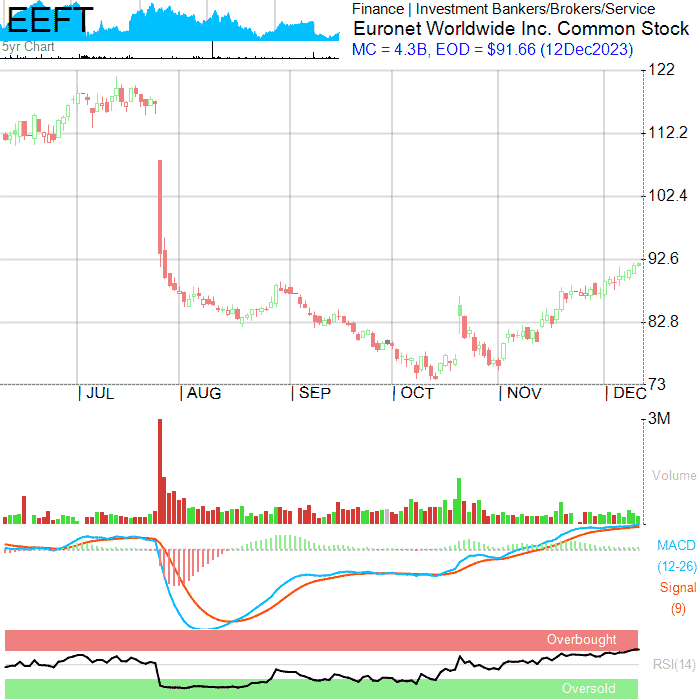 EEFT
5yr Chart
Finance | Investment Bankers/Brokers/Service
Euronet Worldwide Inc. Common Stock
MC = 4.3B, EOD = $91.66 (12Dec2023)
122
112.2
102.4
92.6
82.8
73
| JUL | AUG | SEP | OCT | NOV | DEC
3M
Volume
MACD
(12-26)
Signal
(9)
Overbought
RSI(14)
Oversold